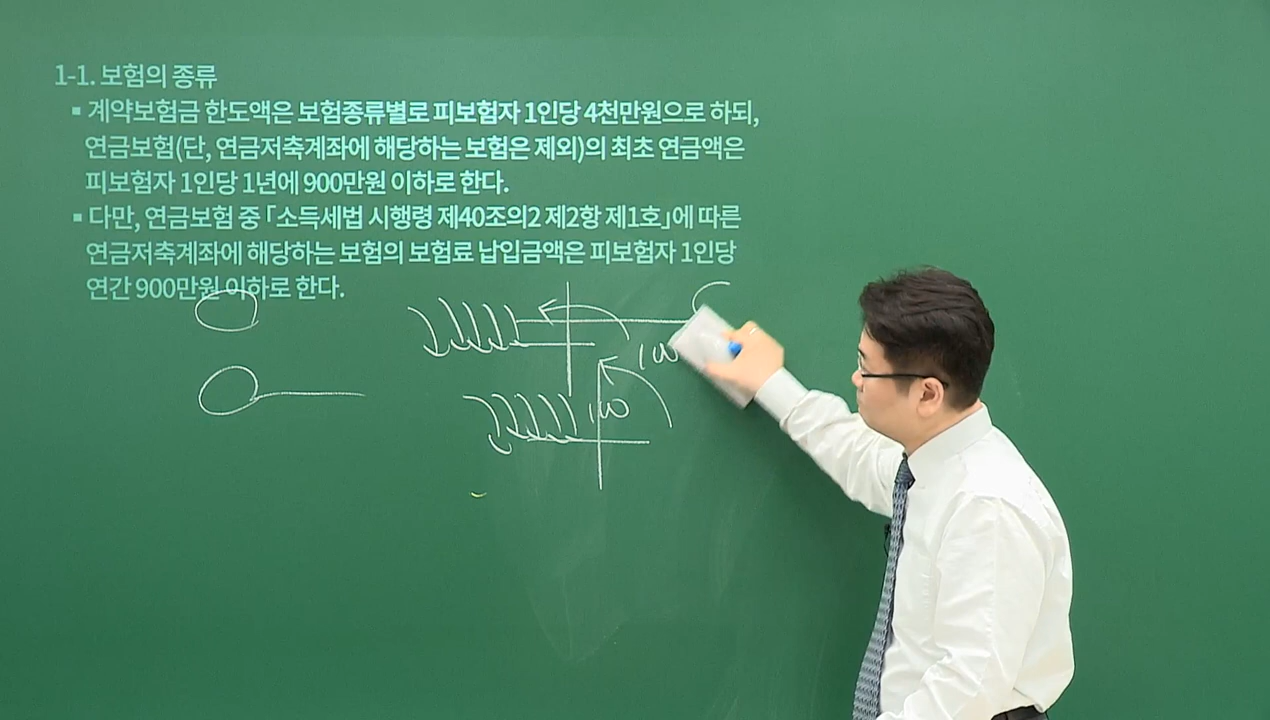 1-1. 보험의 종류
▪ 계약보험금 한도액은 보험종류별로 피보험자 1인당 4천만원으로 하되,
연금보험(단, 연금저축계좌에 해당하는 보험은 제외)의 최초 연금액은
피보험자 1인당 1년에 900만원 이하로 한다.
▪ 다만, 연금보험 중 「소득세법 시행령 제40조의2 제2항 제1호」에 따른
연금저축계좌에 해당하는 보험의 보험료 납입금액은 피보험자 1인당
연간 900만원 이하로 한다.